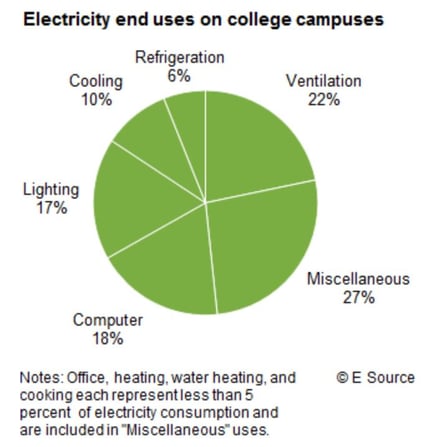 Electricity end uses on college campuses
Refrigeration
6%
Cooling
10%
Ventilation
22%
Lighting
17%
Miscellaneous
27%
Computer
18%
Notes: Office, heating, water heating, and
cooking each represent less than 5
percent of electricity consumption and
are included in "Miscellaneous" uses.
© E Source